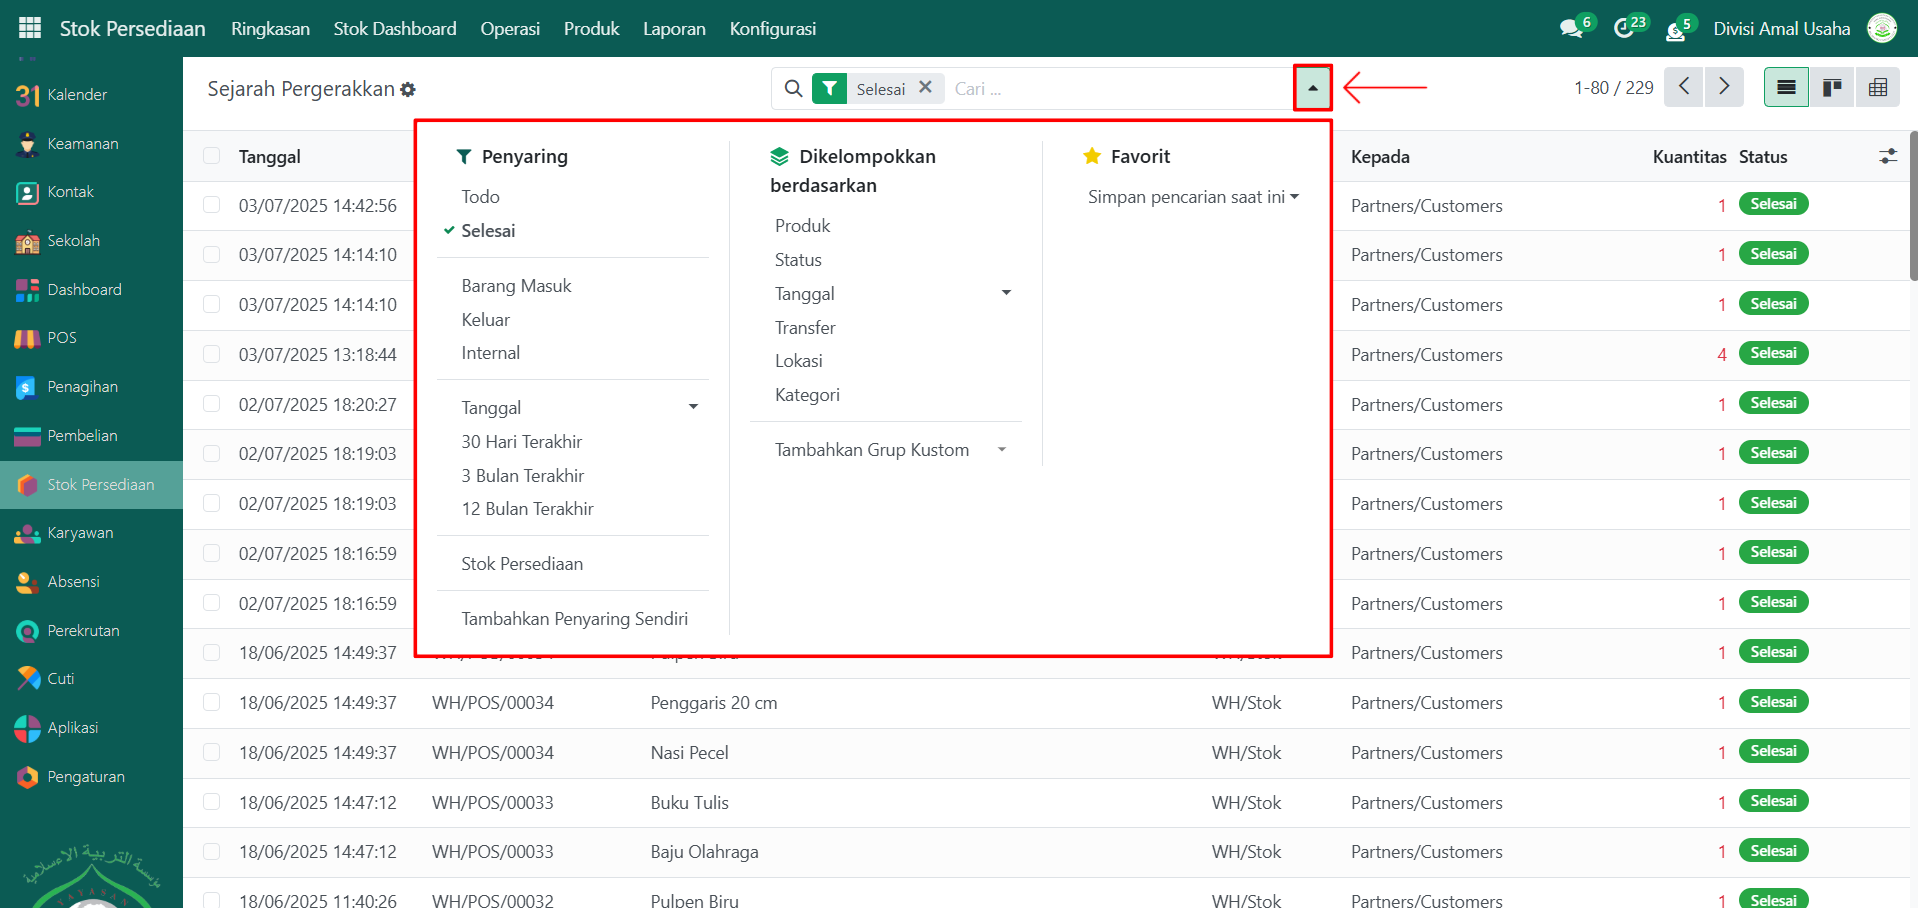 Stok Persediaan Ringkasan Stok Dashboard Operasi Produk Laporan Konfigurasi 6 23 5 Divisi Amal Usaha
31 Kalender
Keamanan
Kontak
Sekolah
Dashboard
POS
Penagihan
Pembelian
Stok Persediaan
Karyawan
Absensi
Perekrutan
Cuti
Aplikasi
Pengaturan
مؤسسة التربية الإسلامية
YAYASAN
Sejarah Pergerakkan Selesai Cari ... 1-80 / 229
Penyaring
Todo
Selesai
Barang Masuk
Keluar
Internal
Tanggal
30 Hari Terakhir
3 Bulan Terakhir
12 Bulan Terakhir
Stok Persediaan
Tambahkan Penyaring Sendiri
Dikelompokkan
berdasarkan
Produk
Status
Tanggal
Transfer
Lokasi
Kategori
Tambahkan Grup Kustom
Favorit
Simpan pencarian saat ini
Tanggal Kepada Kuantitas Status
03/07/2025 14:42:56 Partners/Customers 1 Selesai
03/07/2025 14:14:10 Partners/Customers 1 Selesai
03/07/2025 14:14:10 Partners/Customers 1 Selesai
03/07/2025 13:18:44 Partners/Customers 4 Selesai
02/07/2025 18:20:27 Partners/Customers 1 Selesai
02/07/2025 18:19:03 Partners/Customers 1 Selesai
02/07/2025 18:19:03 Partners/Customers 1 Selesai
02/07/2025 18:16:59 Partners/Customers 1 Selesai
02/07/2025 18:16:59 Partners/Customers 1 Selesai
18/06/2025 14:49:37 WH/POS/00034 Pulpen Biru WH/Stok Partners/Customers 1 Selesai
18/06/2025 14:49:37 WH/POS/00034 Penggaris 20 cm WH/Stok Partners/Customers 1 Selesai
18/06/2025 14:49:37 WH/POS/00034 Nasi Pecel WH/Stok Partners/Customers 1 Selesai
18/06/2025 14:47:12 WH/POS/00033 Buku Tulis WH/Stok Partners/Customers 1 Selesai
18/06/2025 14:47:12 WH/POS/00033 Baju Olahraga WH/Stok Partners/Customers 1 Selesai
18/06/2025 11:40:26 WH/POS/00032 Pulpen Biru WH/Stok Partners/Customers 1 Selesai